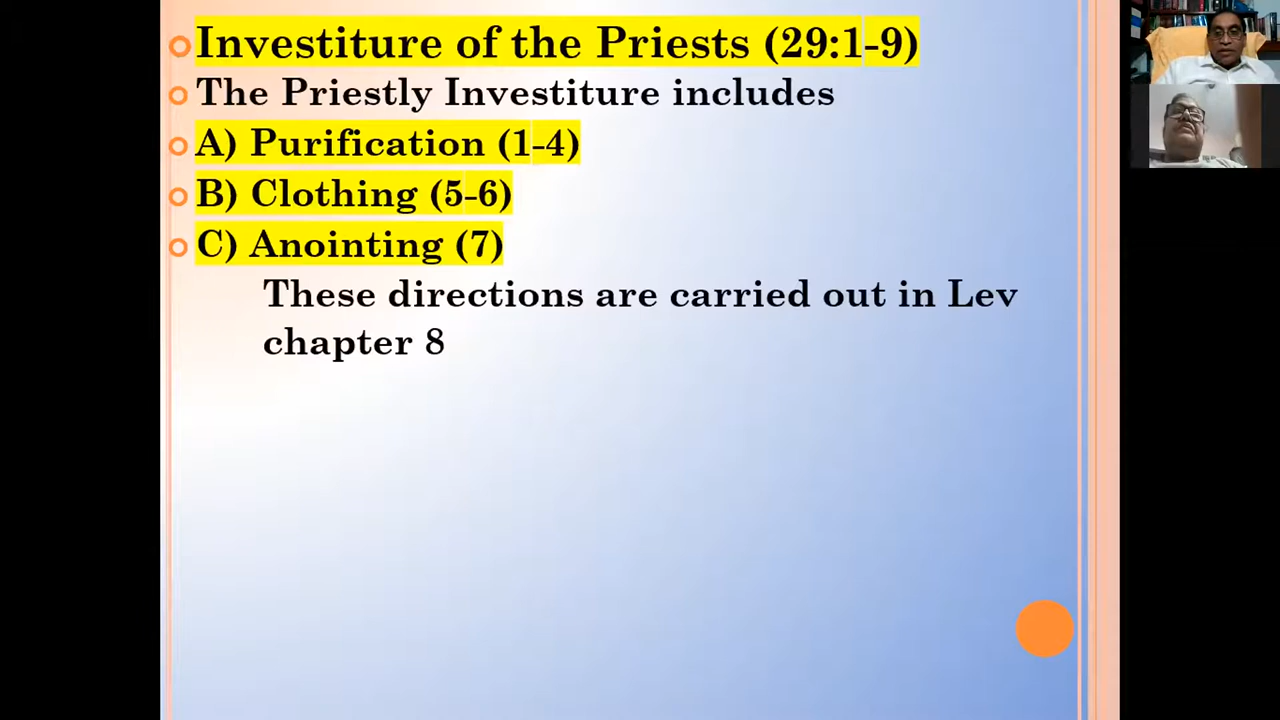 Investiture of the Priests (29:1-9)
The Priestly Investiture includes
A) Purification (1-4)
B) Clothing (5-6)
C) Anointing (7)
These directions are carried out in Lev
chapter 8